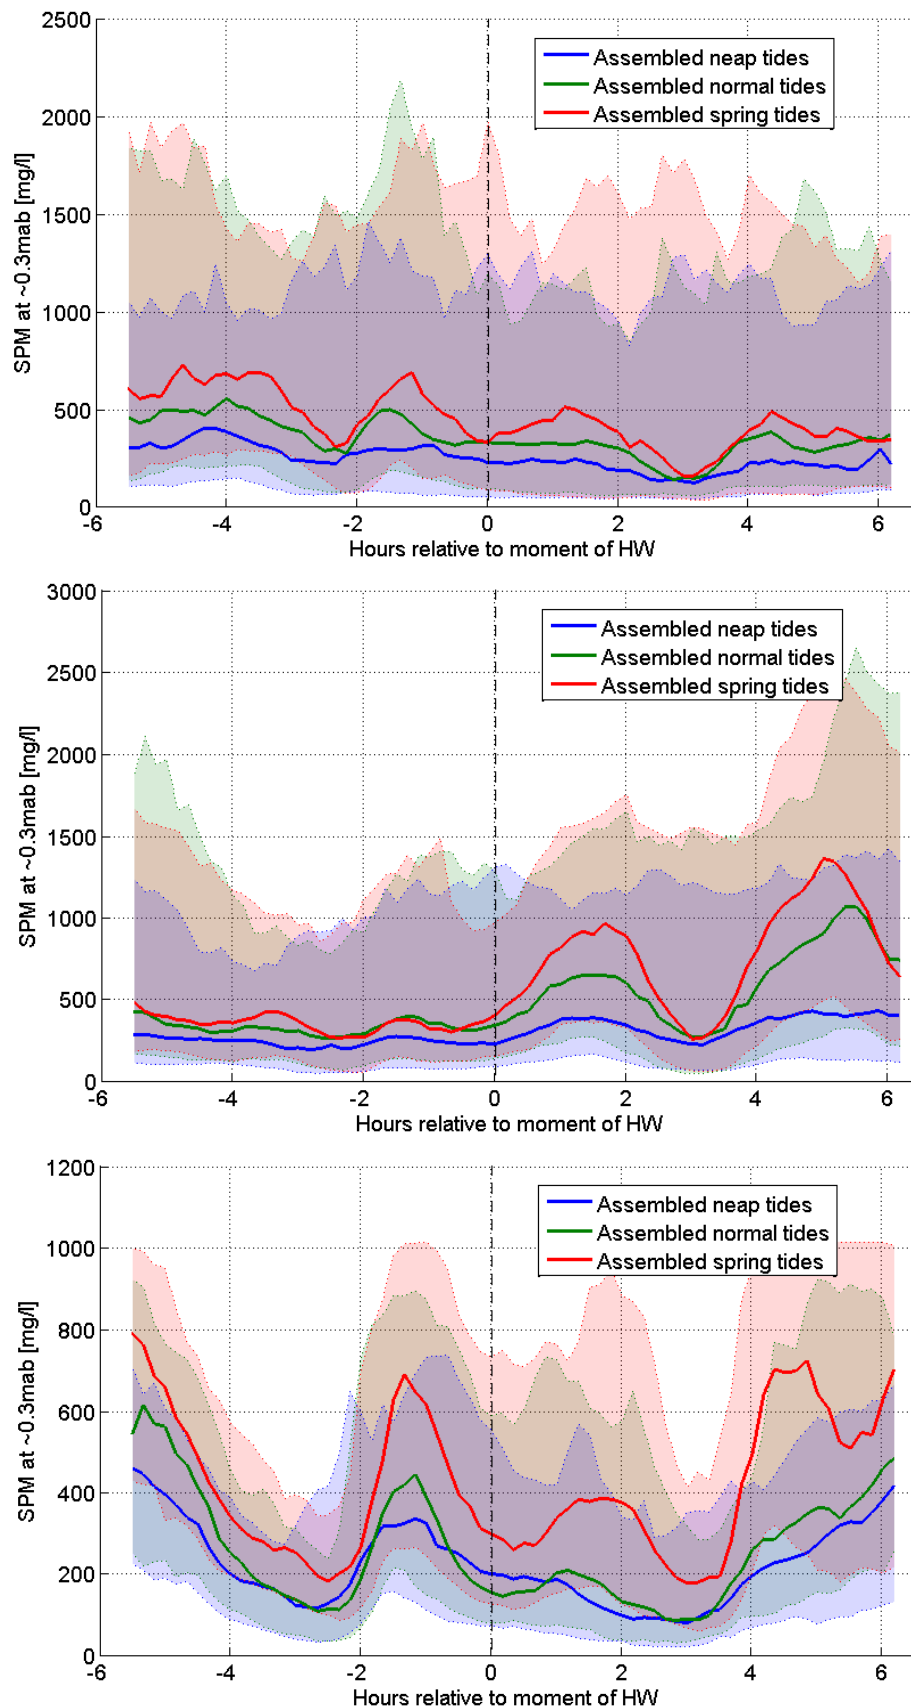 2500
2000
1500
1000
500
0
SPM at ~0.3mab [mg/l]
Assembled neap tides
Assembled normal tides
Assembled spring tides
-6 -4 -2 0 2 4 6
Hours relative to moment of HW
3000
2500
2000
1500
1000
500
0
SPM at ~0.3mab [mg/l]
Assembled neap tides
Assembled normal tides
Assembled spring tides
-6 -4 -2 0 2 4 6
Hours relative to moment of HW
1200
1000
800
600
400
200
0
SPM at ~0.3mab [mg/l]
Assembled neap tides
Assembled normal tides
Assembled spring tides
-6 -4 -2 0 2 4 6
Hours relative to moment of HW